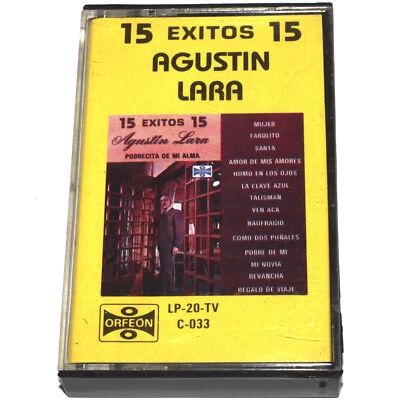 15 EXITOS 15
AGUSTIN
LARA
15 EXITOS 15
Agustín Lara
POBRECITA DE MI ALMA
MUJER
FAROLITO
SANTA
AMOR DE MIS AMORES
HUMO EN LOS OJOS
LA CLAVE AZUL
TALISMAN
VEN ACA
NAUFRAGIO
COMO DOS PUÑALES
POBRE DE MI
MI NOVIA
REVANCHA
REGALO DE VIAJE
ORFEON
LP-20-TV
C-033